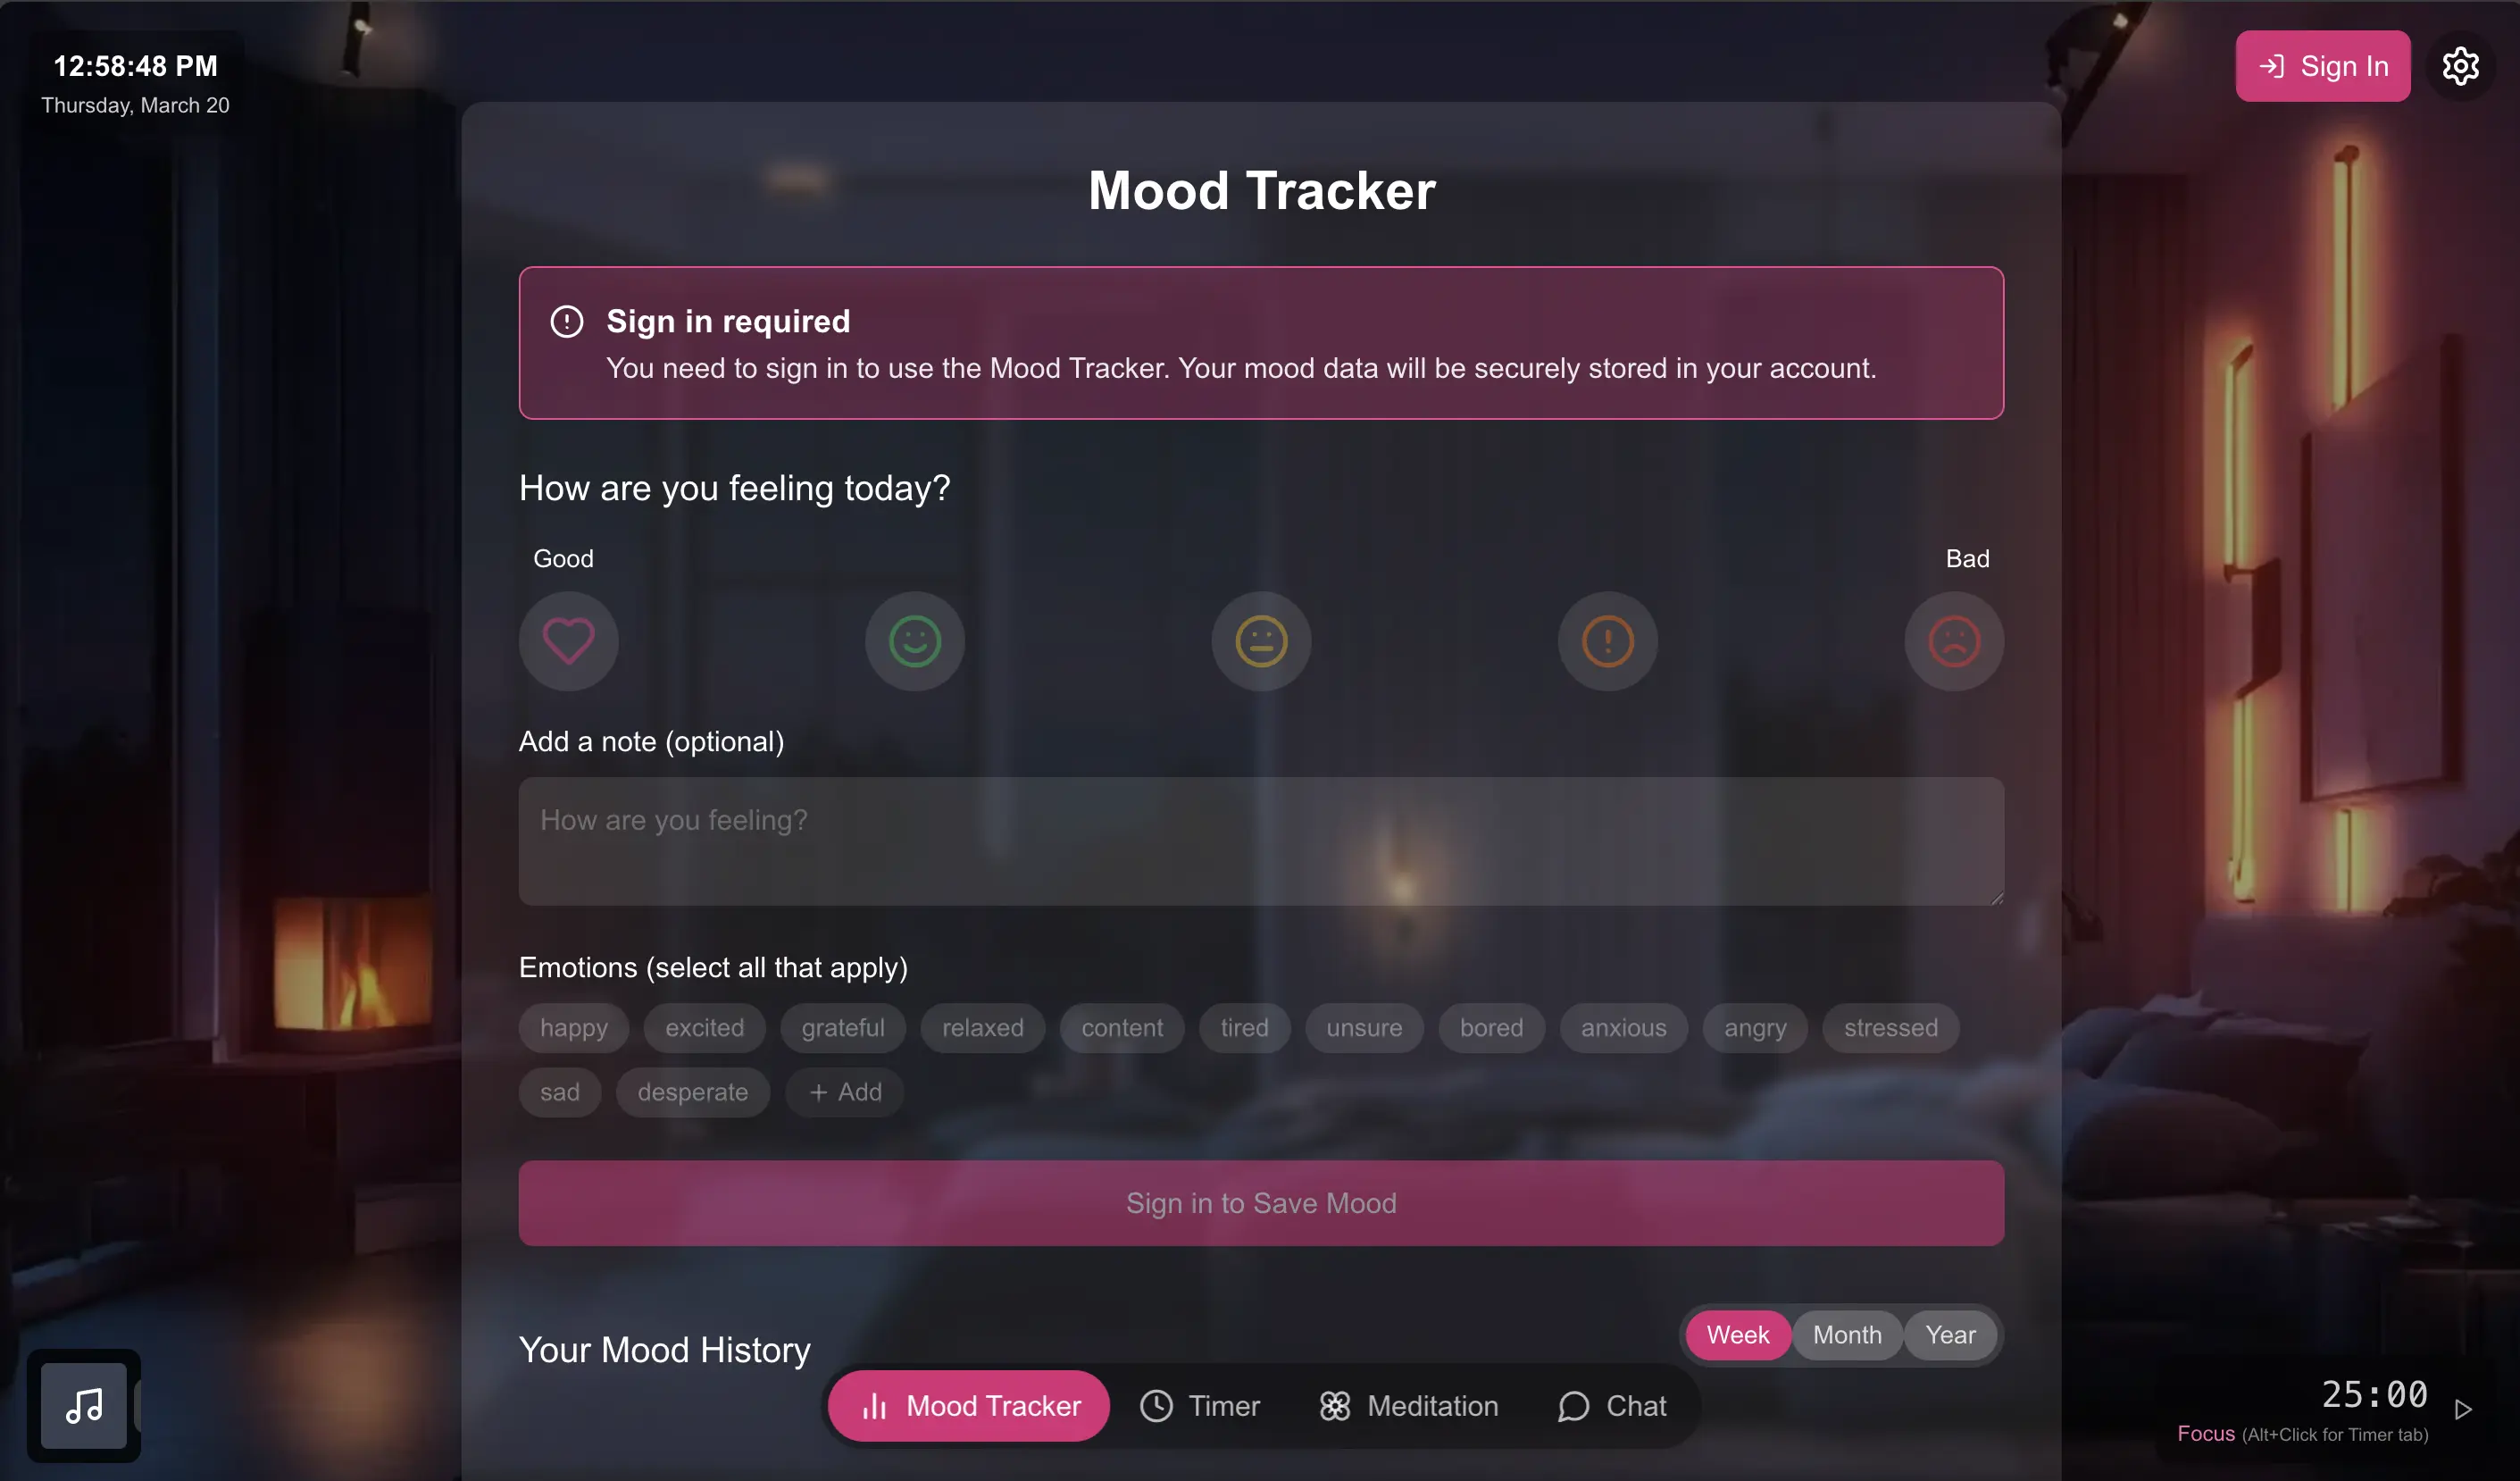 12:58:48 PM
Thursday, March 20
Sign In
Mood Tracker
Sign in required
You need to sign in to use the Mood Tracker. Your mood data will be securely stored in your account.
How are you feeling today?
Good
Bad
Add a note (optional)
How are you feeling?
Emotions (select all that apply)
happy excited grateful relaxed content tired unsure bored anxious angry stressed
sad desperate + Add
Sign in to Save Mood
Your Mood History
Week Month Year
Mood Tracker Timer Meditation Chat
25:00
Focus (Alt+Click for Timer tab)